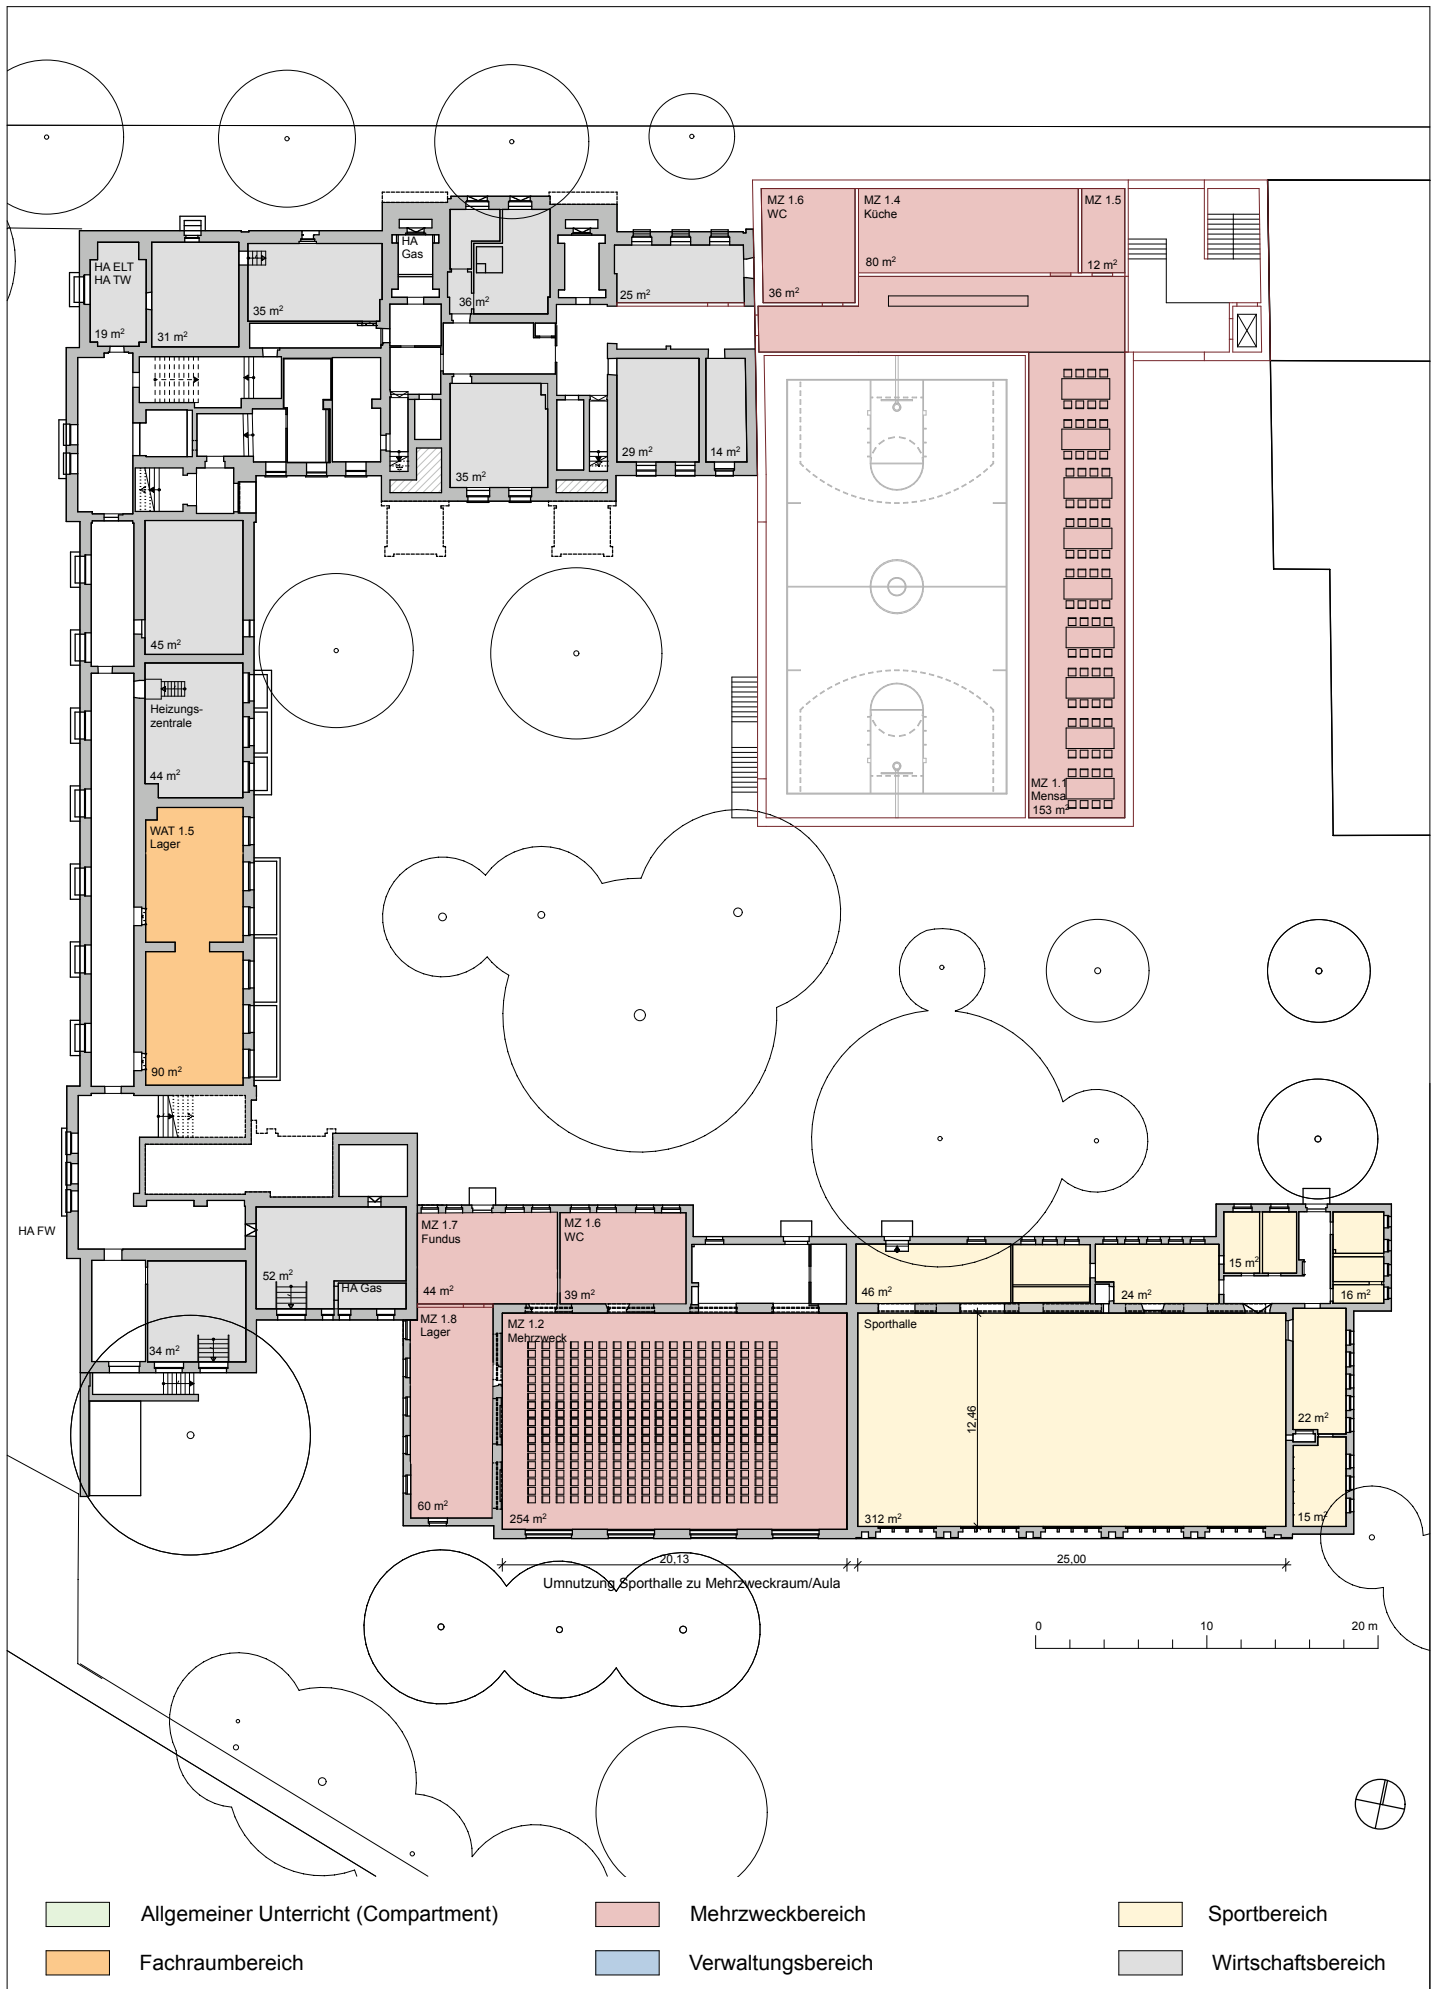 MZ 1.6
WC
36 m²
MZ 1.4
Küche
80 m²
MZ 1.5
12 m²
HA ELT
HA TW
19 m²
31 m²
35 m²
HA
Gas
36 m²
25 m²
35 m²
29 m²
14 m²
45 m²
Heizungs-
zentrale
44 m²
MZ 1.1
Mensa
153 m²
WAT 1.5
Lager
90 m²
HA FW
52 m²
HA Gas
34 m²
MZ 1.7
Fundus
44 m²
MZ 1.6
WC
39 m²
MZ 1.8
Lager
60 m²
MZ 1.2
Mehrzweck
254 m²
46 m²
24 m²
15 m²
16 m²
Sporthalle
12,46
312 m²
22 m²
15 m²
20,13
25,00
Umnutzung Sporthalle zu Mehrzweckraum/Aula
0 10 20 m
Allgemeiner Unterricht (Compartment)
Mehrzweckbereich
Sportbereich
Fachraumbereich
Verwaltungsbereich
Wirtschaftsbereich